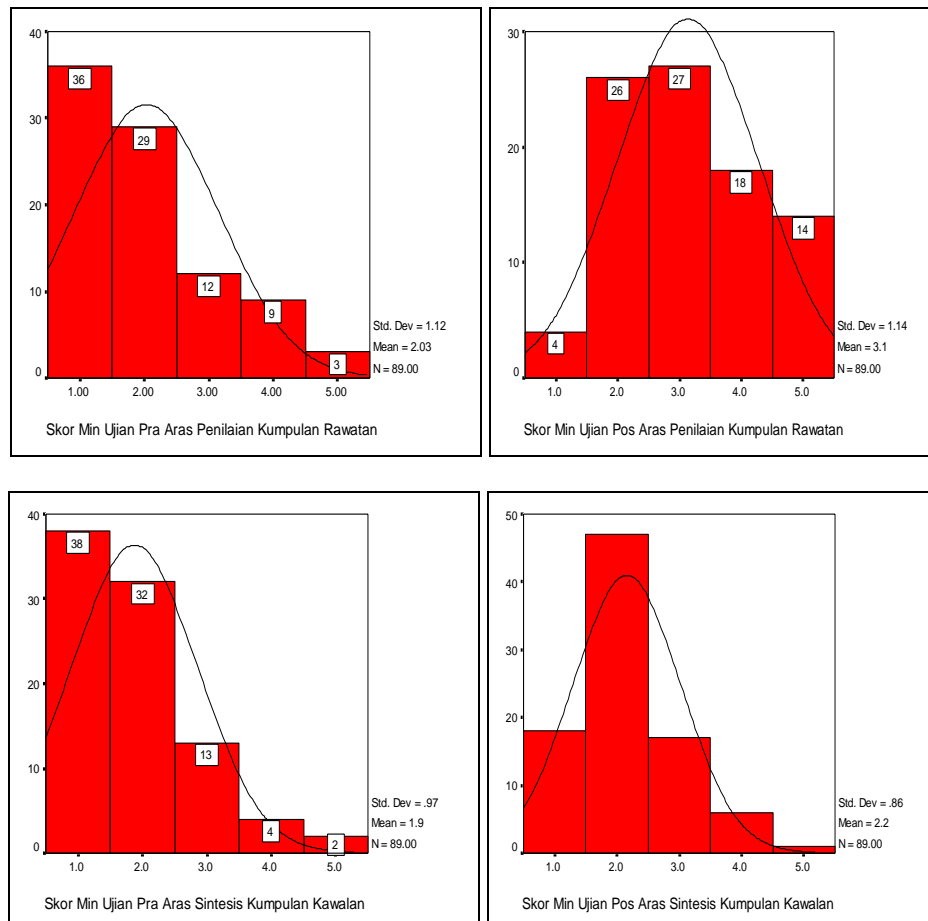 40
30
20
10
0
36
29
12
9
3
1.00 2.00 3.00 4.00 5.00
Std. Dev = 1.12
Mean = 2.03
N = 89.00
Skor Min Ujian Pra Aras Penilaian Kumpulan Rawatan
30
20
10
0
4
26
27
18
14
1.0 2.0 3.0 4.0 5.0
Std. Dev = 1.14
Mean = 3.1
N = 89.00
Skor Min Ujian Pos Aras Penilaian Kumpulan Rawatan
40
30
20
10
0
38
32
13
4
2
1.0 2.0 3.0 4.0 5.0
Std. Dev = .97
Mean = 1.9
N = 89.00
Skor Min Ujian Pra Aras Sintesis Kumpulan Kawalan
50
40
30
20
10
0
1.0 2.0 3.0 4.0 5.0
Std. Dev = .86
Mean = 2.2
N = 89.00
Skor Min Ujian Pos Aras Sintesis Kumpulan Kawalan